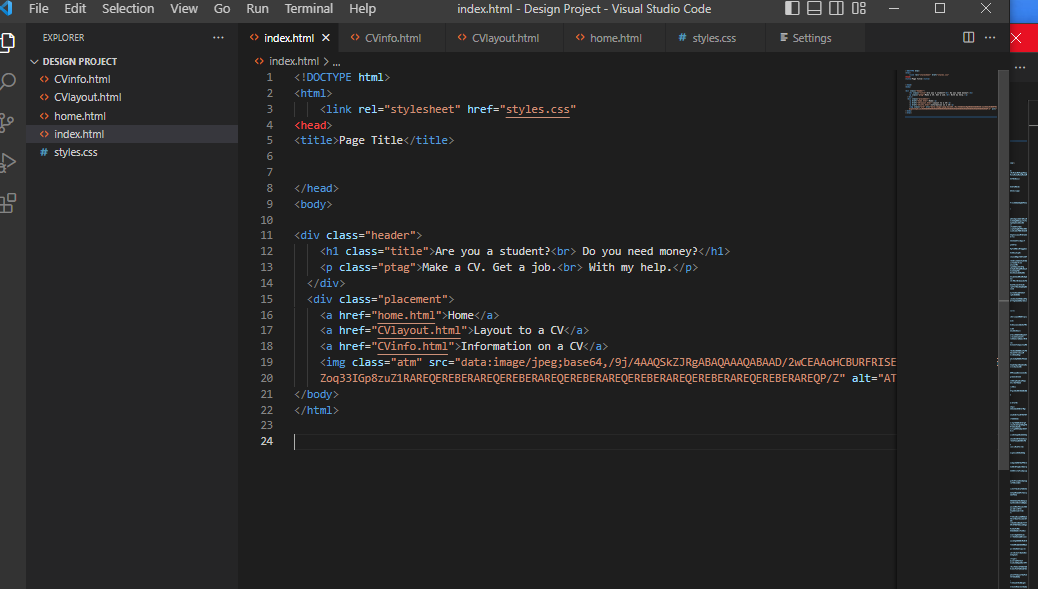 File Edit Selection View Go Run Terminal Help index.html - Design Project - Visual Studio Code
EXPLORER
DESIGN PROJECT
CVinfo.html
CVlayout.html
home.html
index.html
styles.css
index.html CVinfo.html CVlayout.html home.html styles.css Settings
index.html > ...
1 <!DOCTYPE html>
2 <html>
3 <link rel="stylesheet" href="styles.css"
4 <head>
5 <title>Page Title</title>
6
7
8 </head>
9 <body>
10
11 <div class="header">
12 <h1 class="title">Are you a student?<br> Do you need money?</h1>
13 <p class="ptag">Make a CV. Get a job.<br> With my help.</p>
14 </div>
15 <div class="placement">
16 <a href="home.html">Home</a>
17 <a href="CVlayout.html">Layout to a CV</a>
18 <a href="CVinfo.html">Information on a CV</a>
19 <img class="atm" src="data:image/jpeg;base64,/9j/4AAQSkZJRgABAQAAAQABAAD/2wCEAAoHCBURFRISE
20 Zoq33IGp8zuZ1RAREQEREBERAREQEREBERAREQEREBERAREQEREBERAREQEREBERAREQEREBERAREQP/Z" alt="AT
21 </body>
22 </html>
23
24